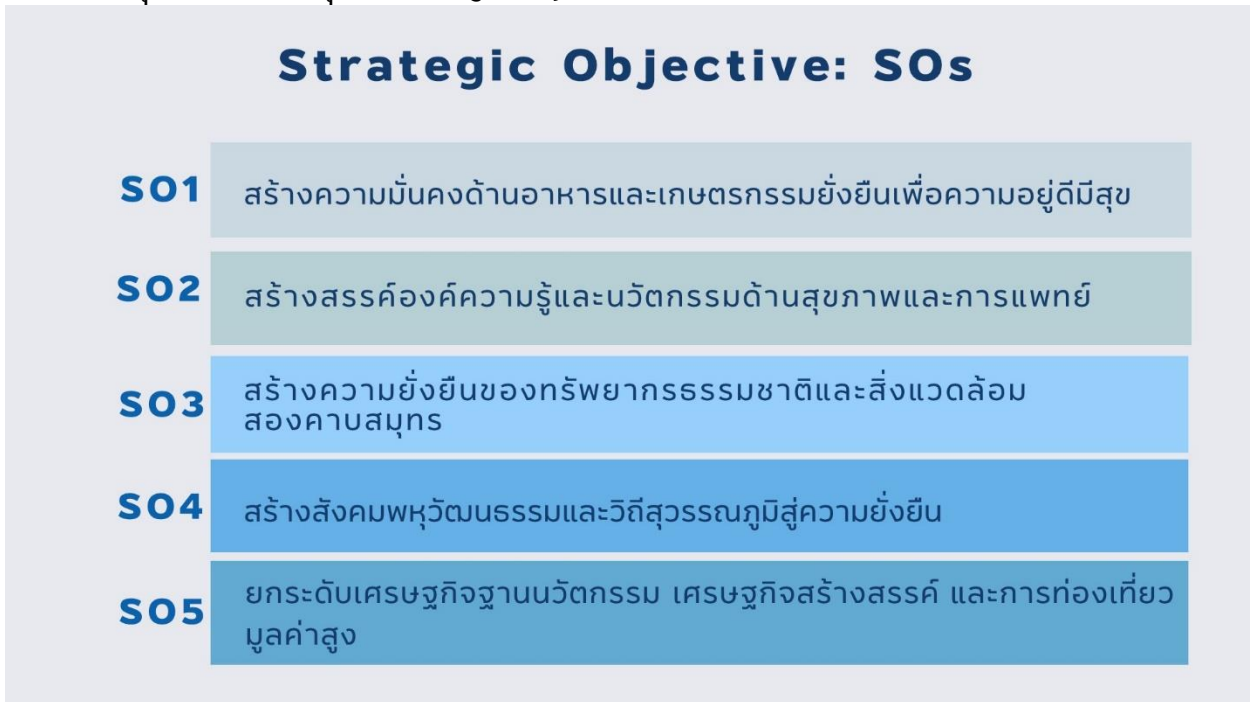 Strategic Objective: SOs
SO1 สร้างความมั่นคงด้านอาหารและเกษตรกรรมยั่งยืนเพื่อความอยู่ดีมีสุข
SO2 สร้างสรรค์องค์ความรู้และนวัตกรรมด้านสุขภาพและการแพทย์
SO3 สร้างความยั่งยืนของทรัพยากรธรรมชาติและสิ่งแวดล้อม
สองคาบสมุทร
SO4 สร้างสังคมพหุวัฒนธรรมและวิถีสุวรรณภูมิสู่ความยั่งยืน
SO5 ยกระดับเศรษฐกิจฐานนวัตกรรม เศรษฐกิจสร้างสรรค์ และการท่องเที่ยว
มูลค่าสูง